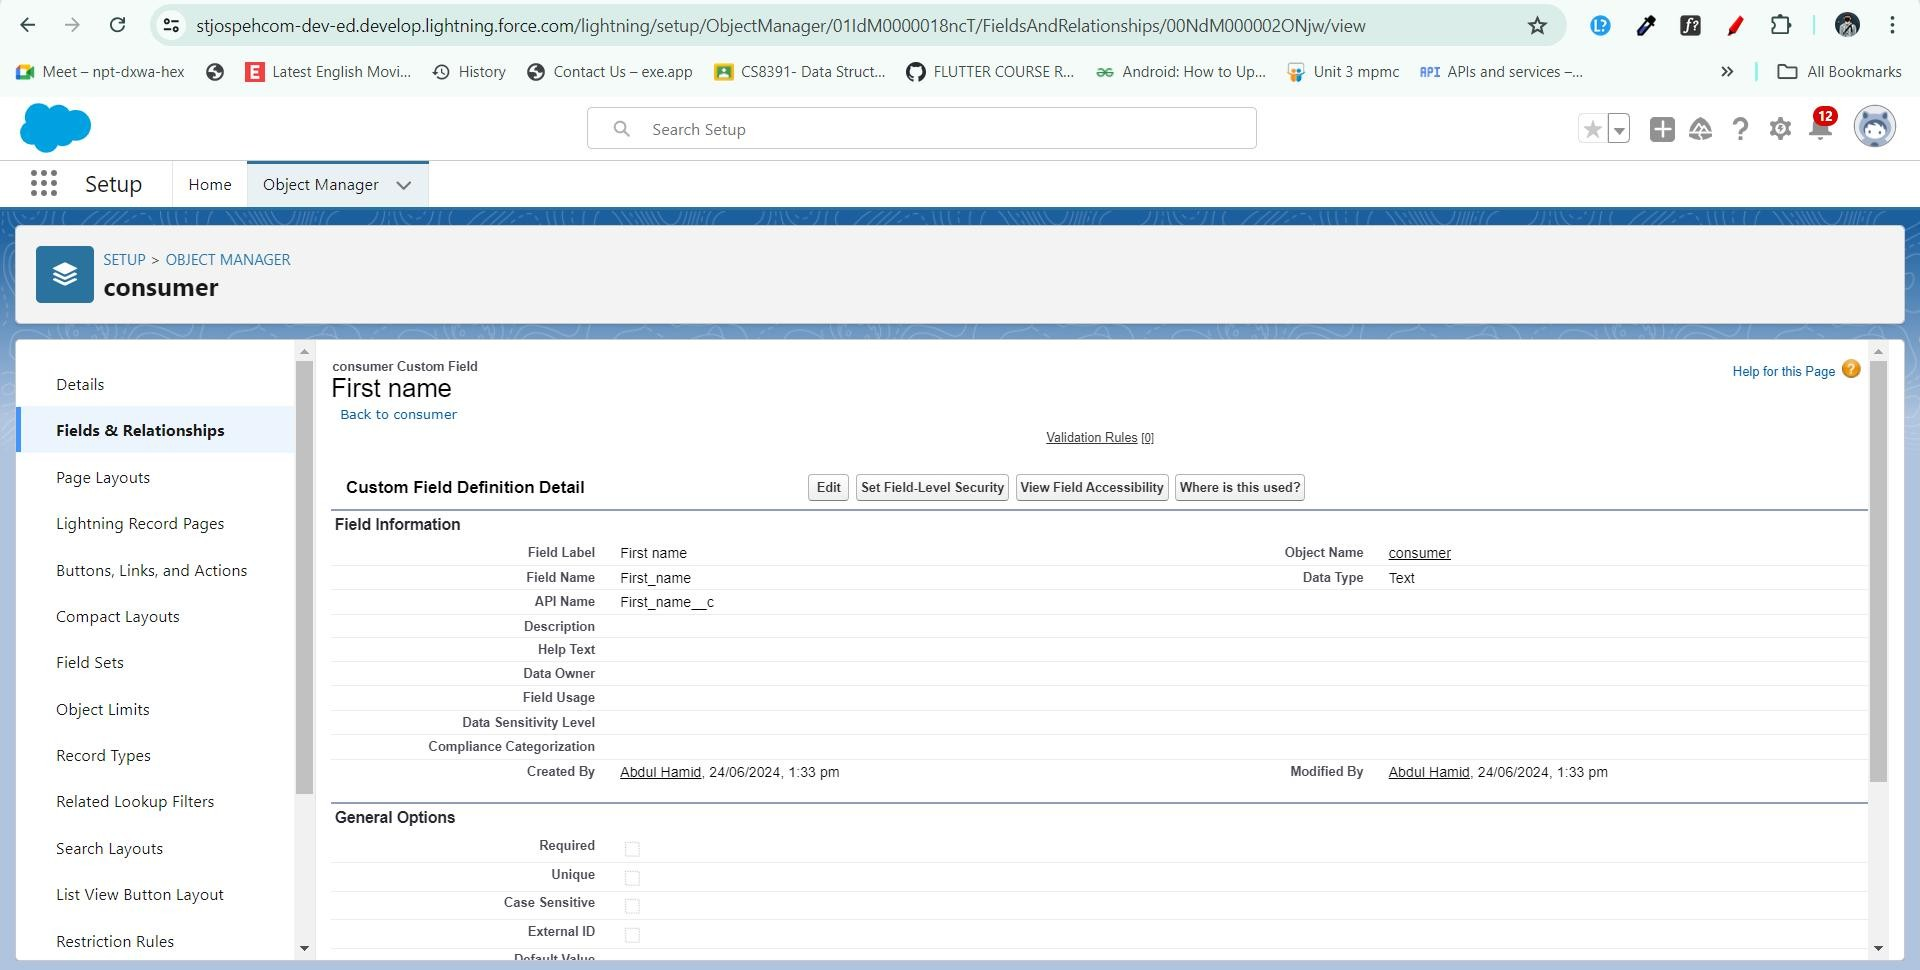 stjospehcom-dev-ed.develop.lightning.force.com/lightning/setup/ObjectManager/01IdM0000018ncT/FieldsAndRelationships/00NdM000002ONjw/view
Meet – npt-dxwa-hex
Latest English Movi...
History
Contact Us – exe.app
CS8391- Data Struct...
FLUTTER COURSE R...
Android: How to Up...
Unit 3 mpmc
API APIs and services –...
All Bookmarks
Search Setup
12
Setup
Home
Object Manager
SETUP > OBJECT MANAGER
consumer
Details
Fields & Relationships
Page Layouts
Lightning Record Pages
Buttons, Links, and Actions
Compact Layouts
Field Sets
Object Limits
Record Types
Related Lookup Filters
Search Layouts
List View Button Layout
Restriction Rules
consumer Custom Field
First name
Back to consumer
Help for this Page
Validation Rules [0]
Custom Field Definition Detail
Edit
Set Field-Level Security
View Field Accessibility
Where is this used?
Field Information
Field Label First name Object Name consumer
Field Name First_name Data Type Text
API Name First_name__c
Description
Help Text
Data Owner
Field Usage
Data Sensitivity Level
Compliance Categorization
Created By Abdul Hamid, 24/06/2024, 1:33 pm Modified By Abdul Hamid, 24/06/2024, 1:33 pm
General Options
Required
Unique
Case Sensitive
External ID
Default Value